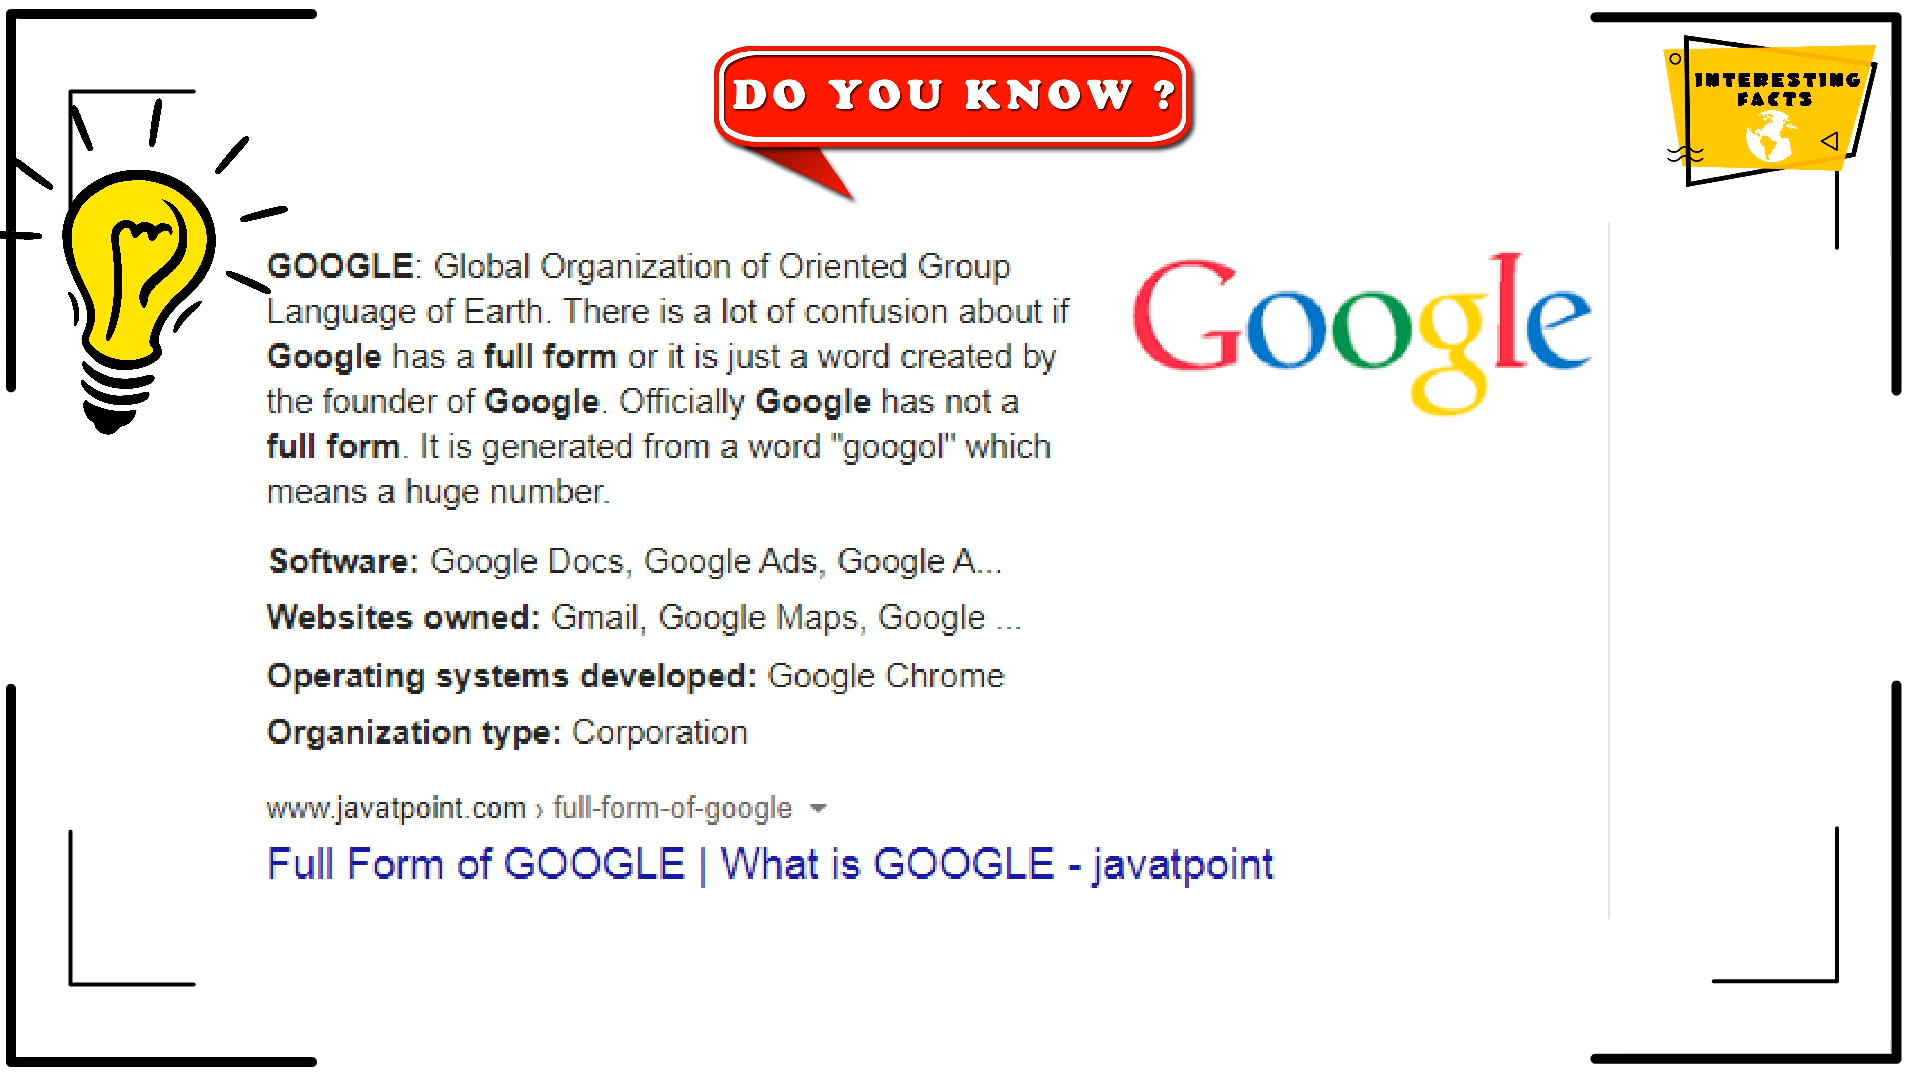 DO YOU KNOW ?
INTERESTING
FACTS
GOOGLE: Global Organization of Oriented Group
Language of Earth. There is a lot of confusion about if
Google has a full form or it is just a word created by
the founder of Google. Officially Google has not a
full form. It is generated from a word "googol" which
means a huge number.
Google
Software: Google Docs, Google Ads, Google A...
Websites owned: Gmail, Google Maps, Google ...
Operating systems developed: Google Chrome
Organization type: Corporation
www.javatpoint.com › full-form-of-google
Full Form of GOOGLE | What is GOOGLE - javatpoint